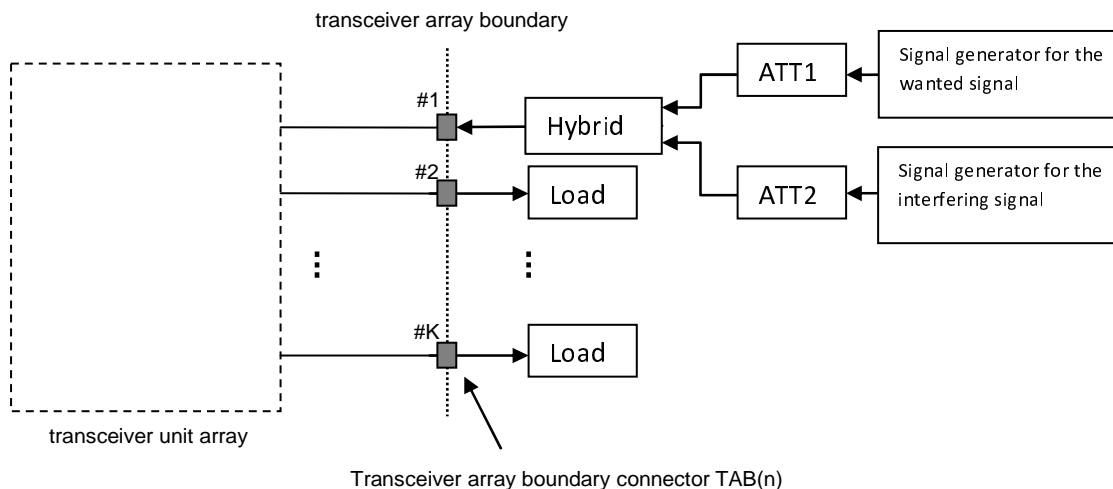 transceiver array boundary
Signal generator for the
wanted signal
ATT1
#1
Hybrid
#2
Load
ATT2
Signal generator for the
interfering signal
#K
Load
transceiver unit array
Transceiver array boundary connector TAB(n)